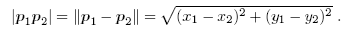 |p₁p₂| = ‖p₁ − p₂‖ = √((x₁ − x₂)² + (y₁ − y₂)²) .